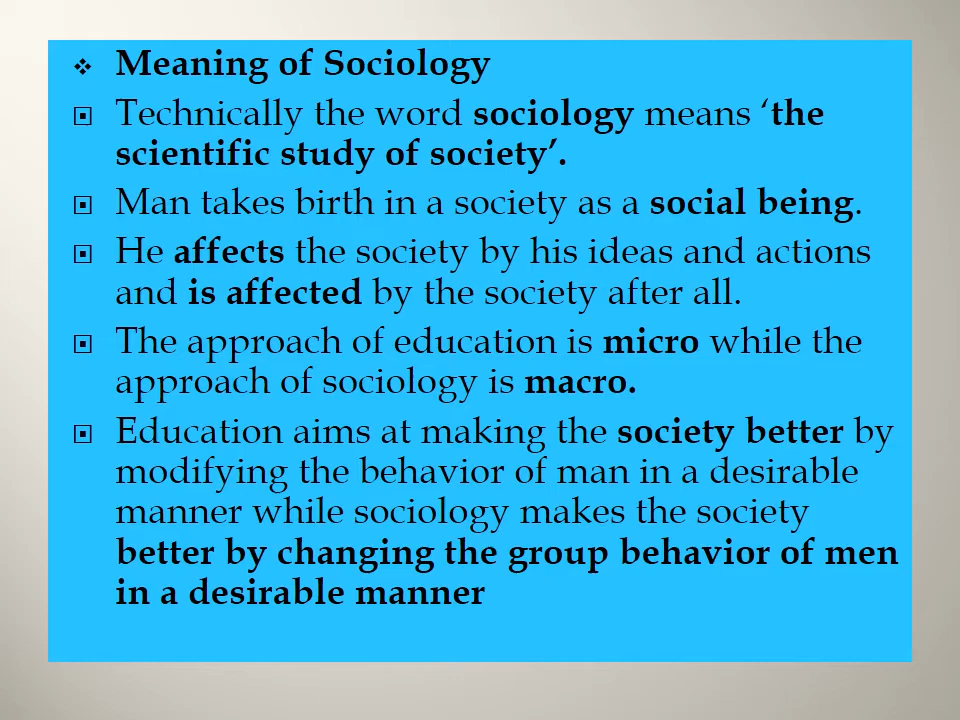 Meaning of Sociology
Technically the word sociology means ‘the
scientific study of society’.
Man takes birth in a society as a social being.
He affects the society by his ideas and actions
and is affected by the society after all.
The approach of education is micro while the
approach of sociology is macro.
Education aims at making the society better by
modifying the behavior of man in a desirable
manner while sociology makes the society
better by changing the group behavior of men
in a desirable manner